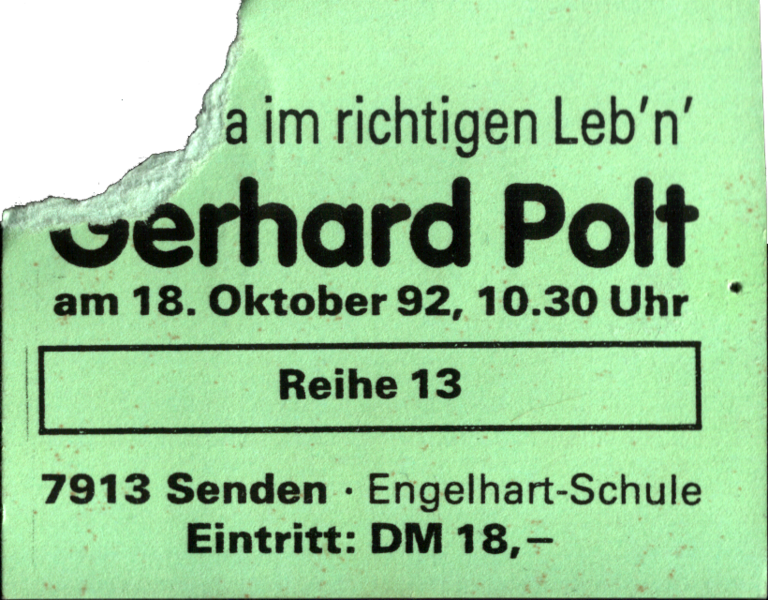 a im richtigen Leb'n'
Gerhard Polt
am 18. Oktober 92, 10.30 Uhr
Reihe 13
7913 Senden · Engelhart-Schule
Eintritt: DM 18,–